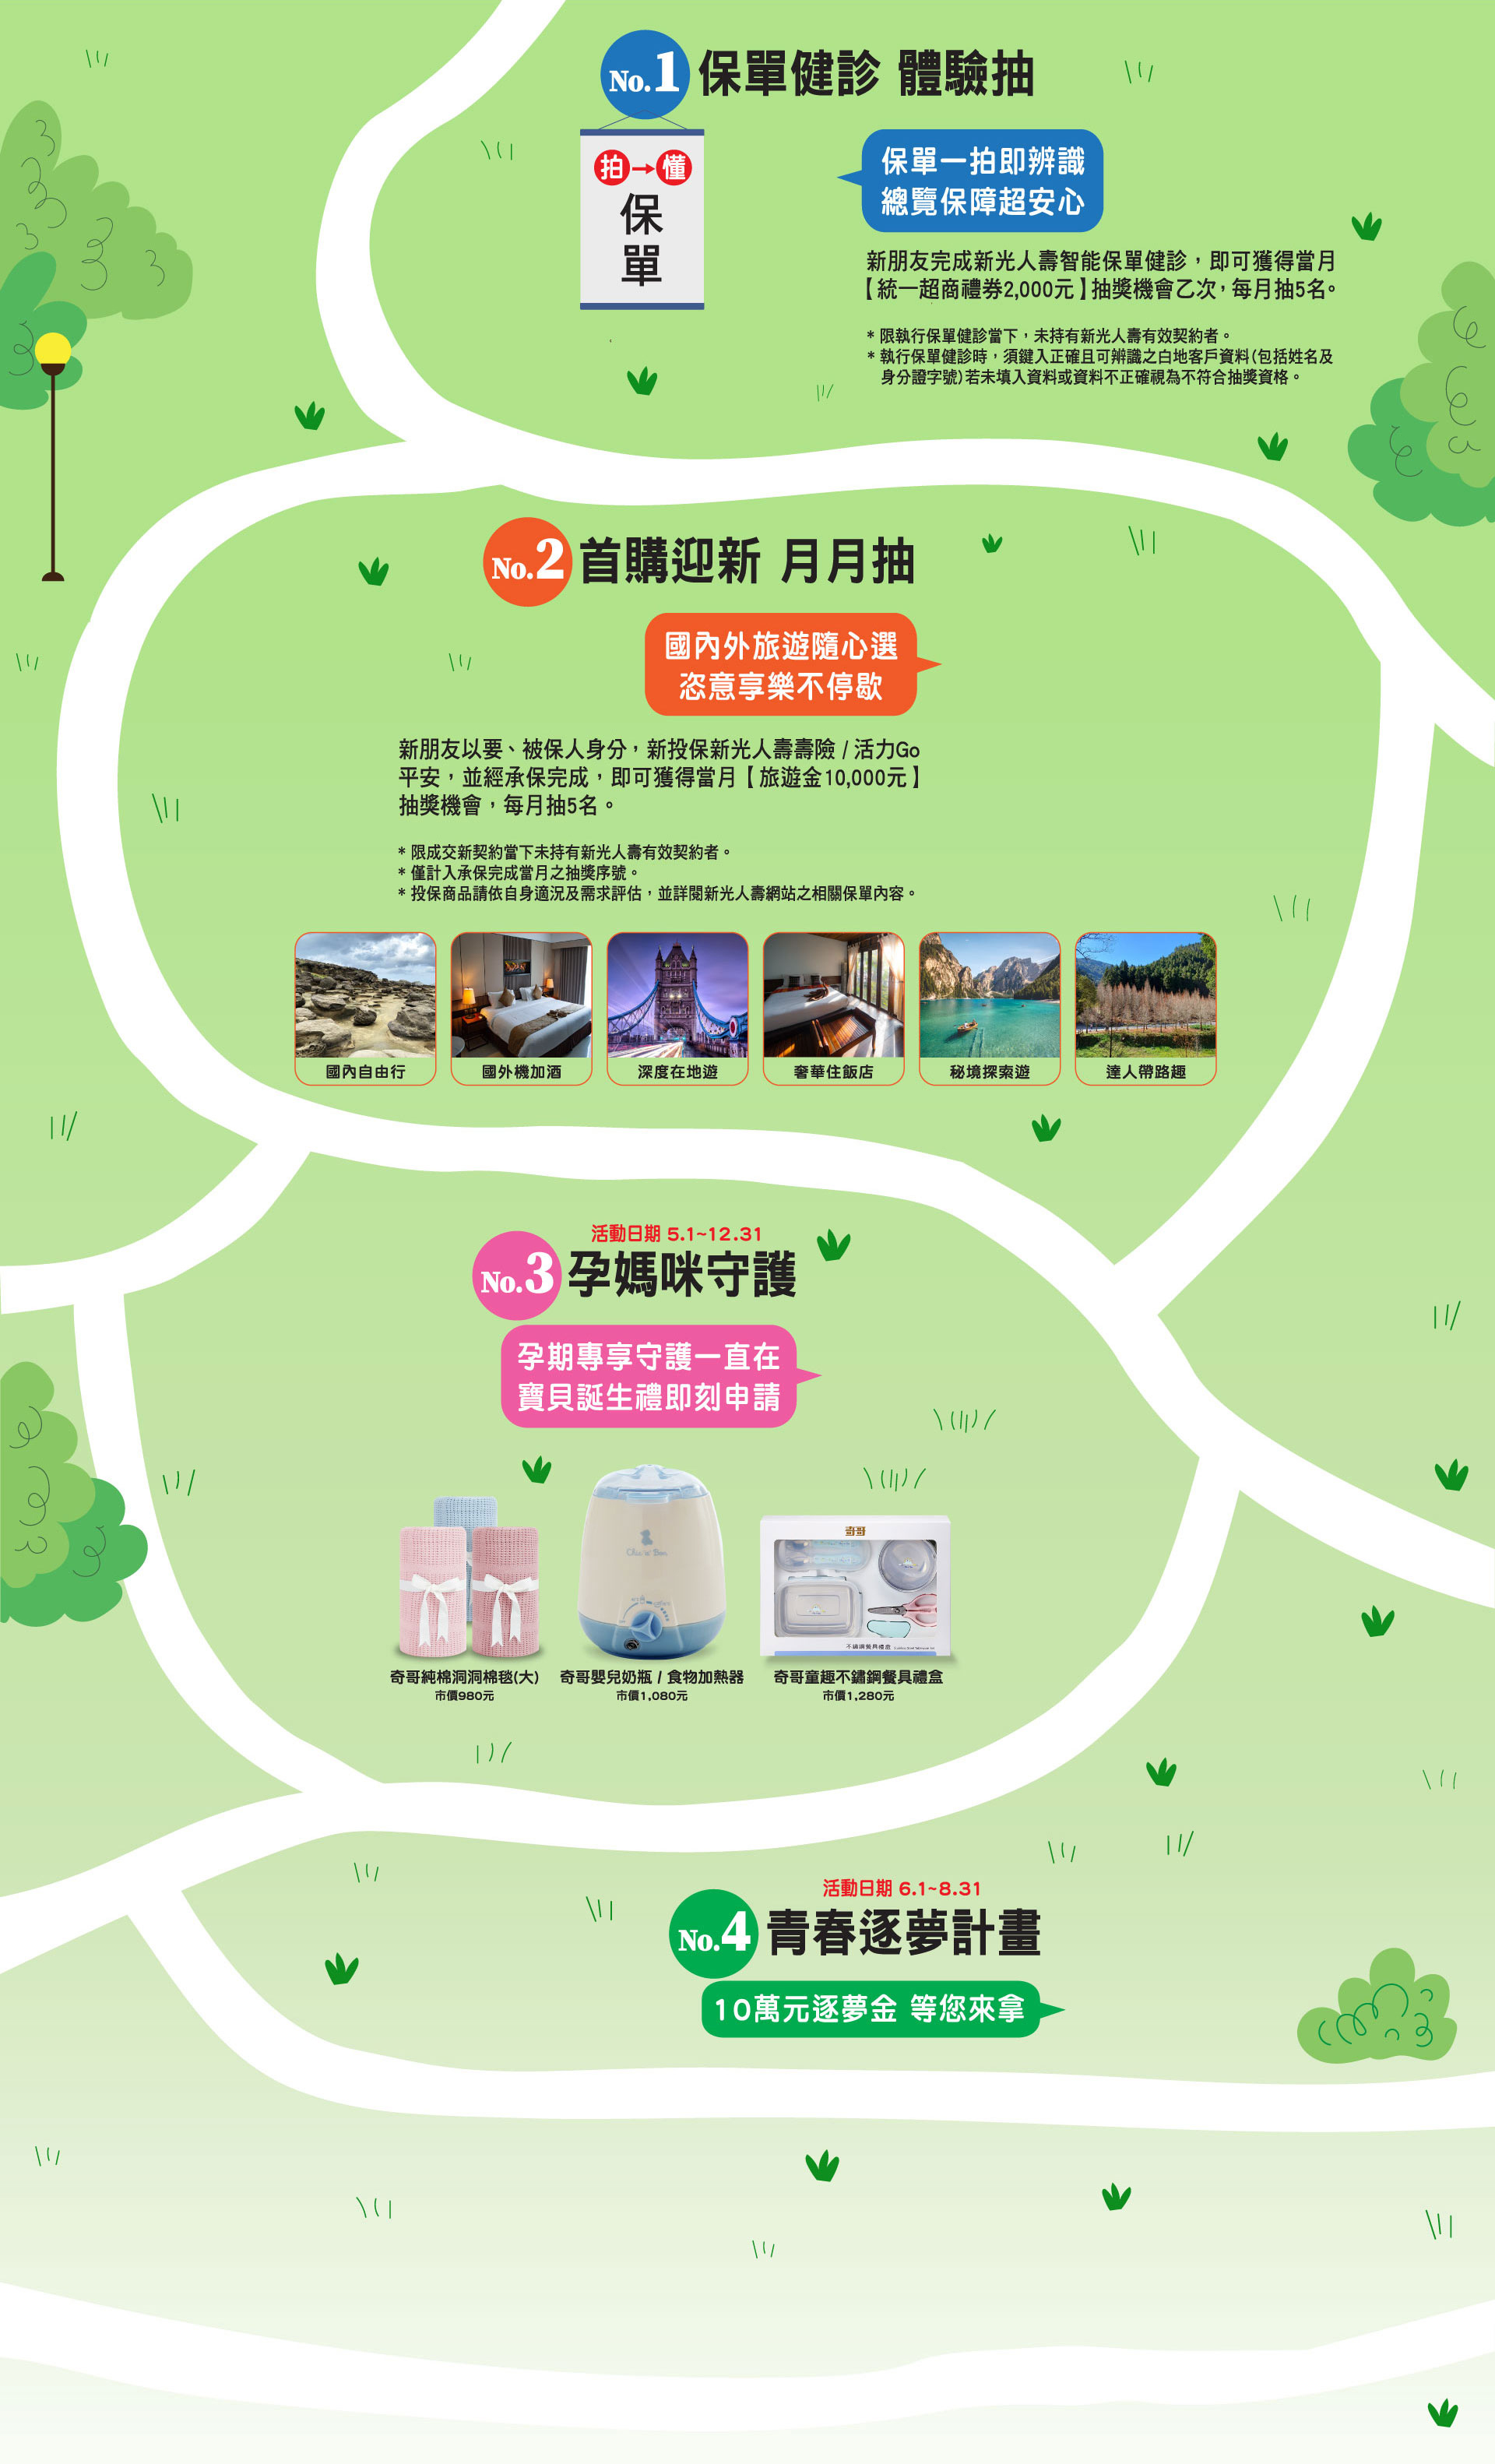 No.1 保單健診 體驗抽
拍→懂
保
單
保單一拍即辨識
總覽保障超安心
新朋友完成新光人壽智能保單健診，即可獲得當月
【統一超商禮券2,000元】抽獎機會乙次，每月抽5名。
* 限執行保單健診當下，未持有新光人壽有效契約者。
* 執行保單健診時，須鍵入正確且可辨識之白地客戶資料(包括姓名及
身分證字號)若未填入資料或資料不正確視為不符合抽獎資格。
No.2 首購迎新 月月抽
國內外旅遊隨心選
恣意享樂不停歇
新朋友以要、被保人身分，新投保新光人壽壽險 / 活力Go
平安，並經承保完成，即可獲得當月【旅遊金10,000元】
抽獎機會，每月抽5名。
* 限成交新契約當下未持有新光人壽有效契約者。
* 僅計入承保完成當月之抽獎序號。
* 投保商品請依自身適況及需求評估，並詳閱新光人壽網站之相關保單內容。
國內自由行
國外機加酒
深度在地遊
奢華住飯店
秘境探索遊
達人帶路趣
活動日期 5.1~12.31
No.3 孕媽咪守護
孕期專享守護一直在
寶貝誕生禮即刻申請
奇哥
不鏽鋼餐具禮盒
奇哥純棉洞洞棉毯(大)
市價980元
奇哥嬰兒奶瓶 / 食物加熱器
市價1,080元
奇哥童趣不鏽鋼餐具禮盒
市價1,280元
活動日期 6.1~8.31
No.4 青春逐夢計畫
10萬元逐夢金 等您來拿